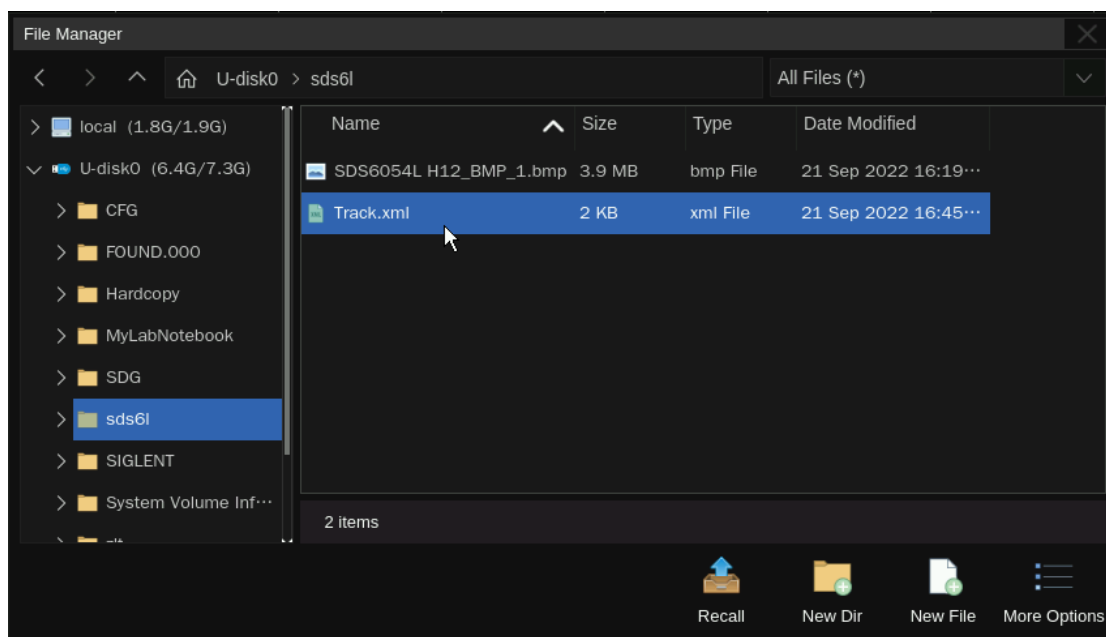 File Manager
U-disk0 > sds6l
All Files (*)
local (1.8G/1.9G)
U-disk0 (6.4G/7.3G)
CFG
FOUND.000
Hardcopy
MyLabNotebook
SDG
sds6l
SIGLENT
System Volume Inf···
Name Size Type Date Modified
SDS6054L H12_BMP_1.bmp 3.9 MB bmp File 21 Sep 2022 16:19···
Track.xml 2 KB xml File 21 Sep 2022 16:45···
2 items
Recall New Dir New File More Options